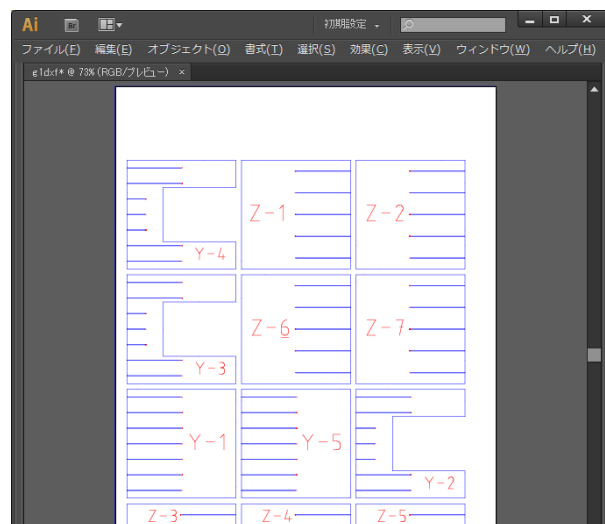 Ai Br 初期設定
ファイル(F) 編集(E) オブジェクト(O) 書式(T) 選択(S) 効果(C) 表示(V) ウィンドウ(W) ヘルプ(H)
g1dxf* @ 73% (RGB/プレビュー) ×
Z-1 Z-2
Y-4
Z-6 Z-7
Y-3
Y-1 Y-5
Y-2
Z-3 Z-4 Z-5